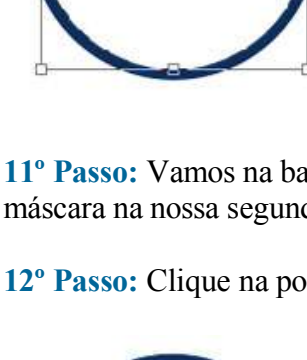 11º Passo: Vamos na ba
máscara na nossa segund
12º Passo: Clique na po